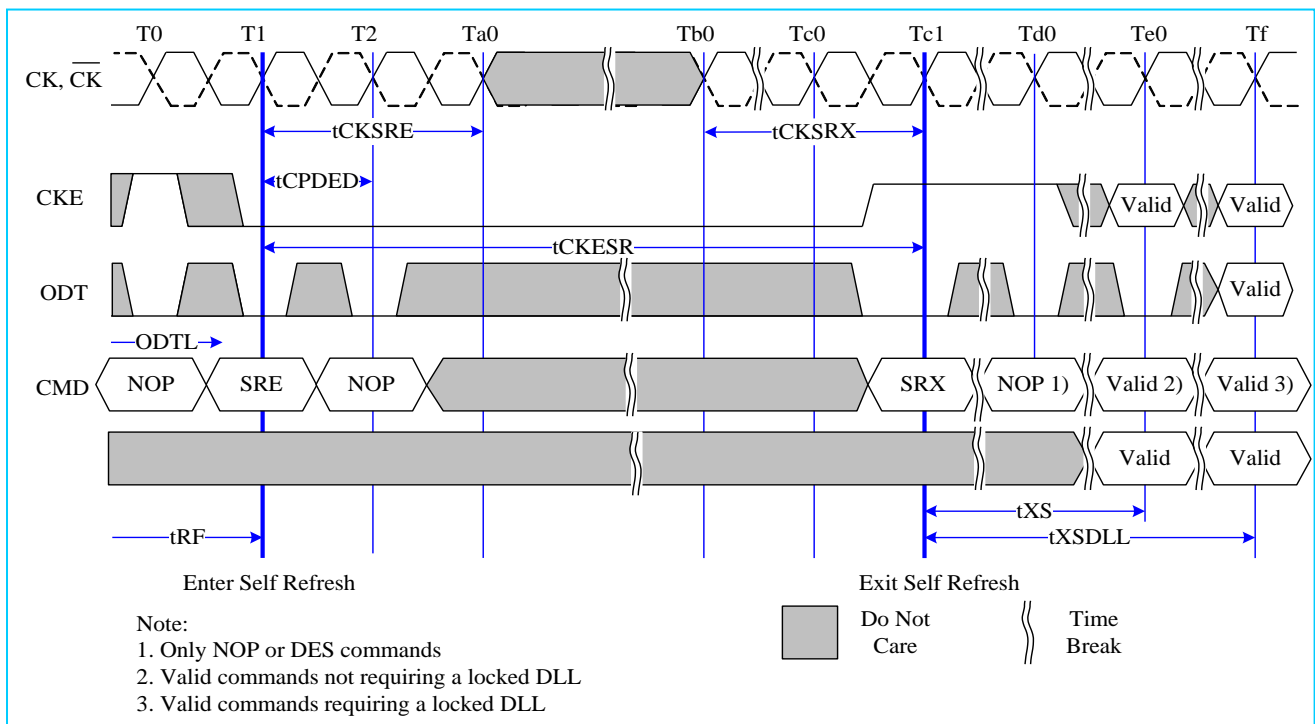 T0 T1 T2 Ta0 Tb0 Tc0 Tc1 Td0 Te0 Tf
CK, CK
tCKSRE tCKSRX
tCPDED
CKE Valid Valid
tCKESR
ODT Valid
ODTL
CMD NOP SRE NOP SRX NOP 1) Valid 2) Valid 3)
Valid Valid
tXS
tRF tXSDLL
Enter Self Refresh Exit Self Refresh
Do Not Care
Time Break
Note:
1. Only NOP or DES commands
2. Valid commands not requiring a locked DLL
3. Valid commands requiring a locked DLL